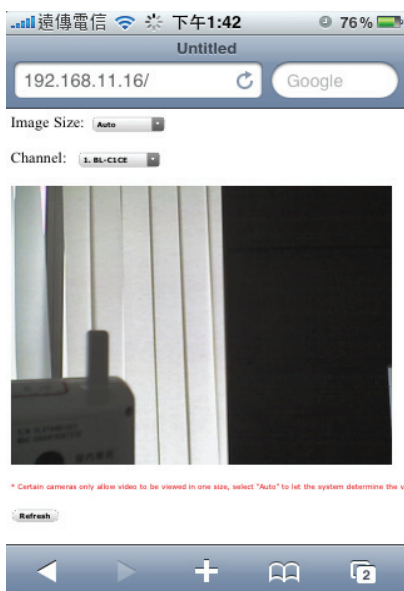 遠傳電信 下午1:42 76%
Untitled
192.168.11.16/ Google
Image Size: Auto
Channel: 1. BL-C1CE
* Certain cameras only allow video to be viewed in one size, select "Auto" to let the system determine the v
Refresh
2